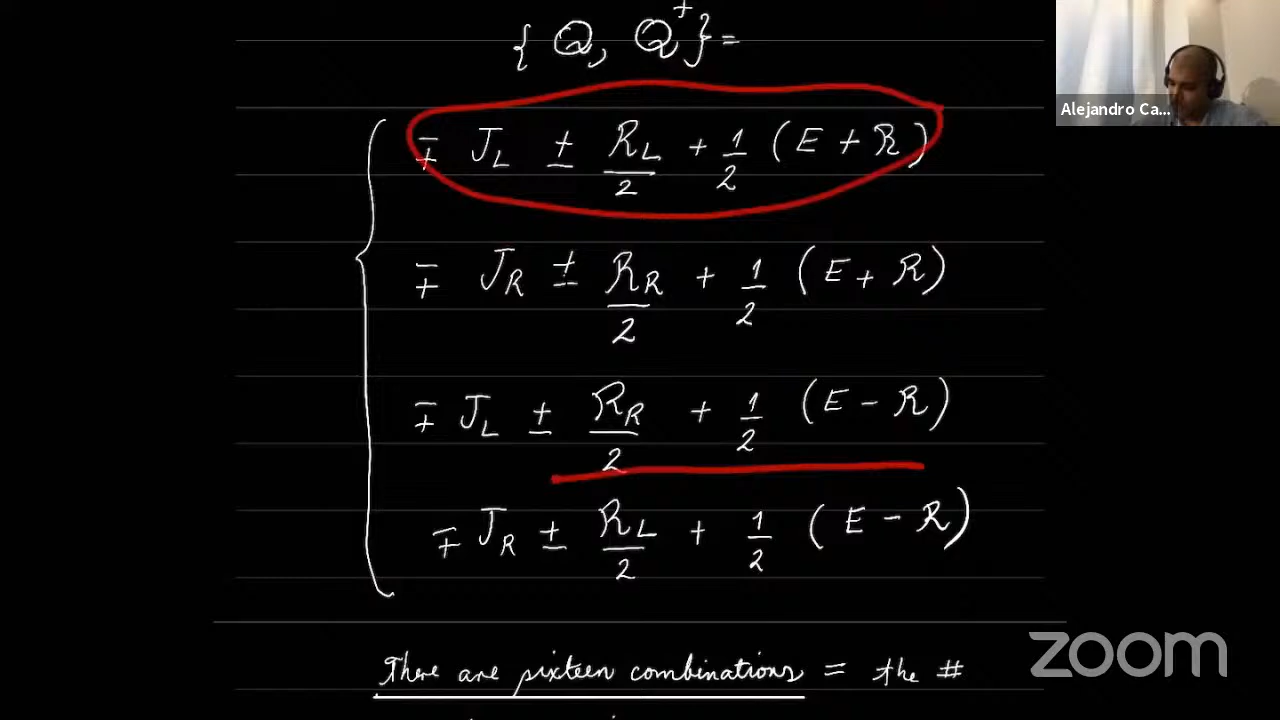 { Q, Q⁺} =
Alejandro Ca...
∓ J_L ± R_L/2 + 1/2 (E + R)
∓ J_R ± R_R/2 + 1/2 (E + R)
∓ J_L ± R_R/2 + 1/2 (E − R)
∓ J_R ± R_L/2 + 1/2 (E − R)
zoom
There are sixteen combinations = the #